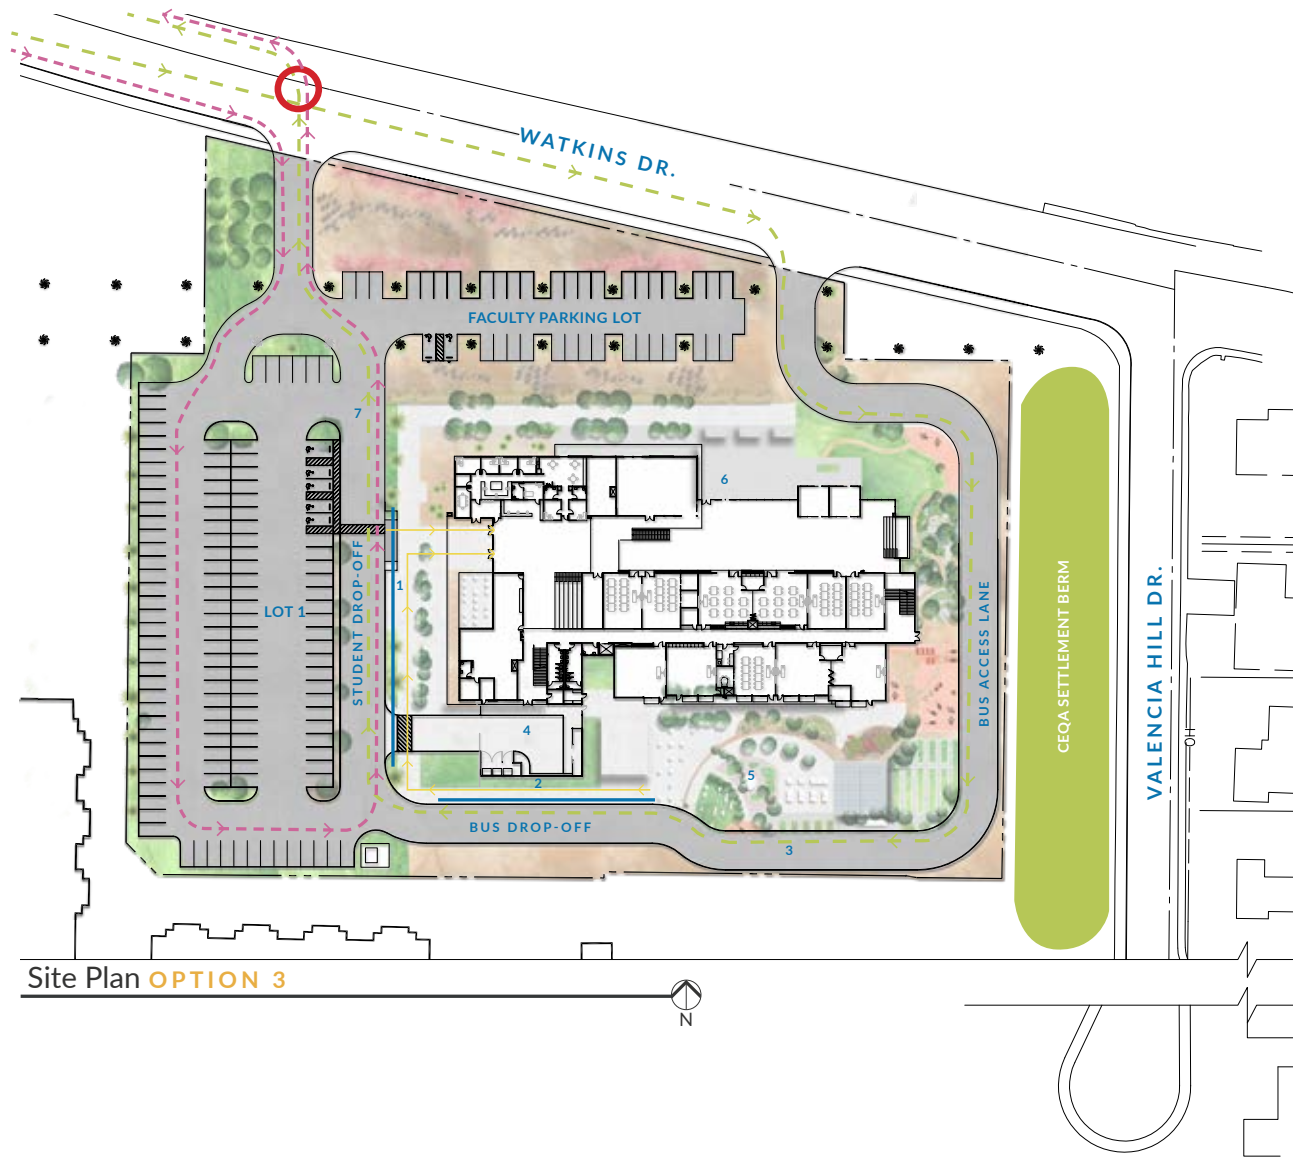 WATKINS DR.
FACULTY PARKING LOT
7
6
STUDENT DROP-OFF
1
LOT 1
BUS ACCESS LANE
CEQA SETTLEMENT BERM
VALENCIA HILL DR.
4
5
2
BUS DROP-OFF
3
Site Plan OPTION 3
N